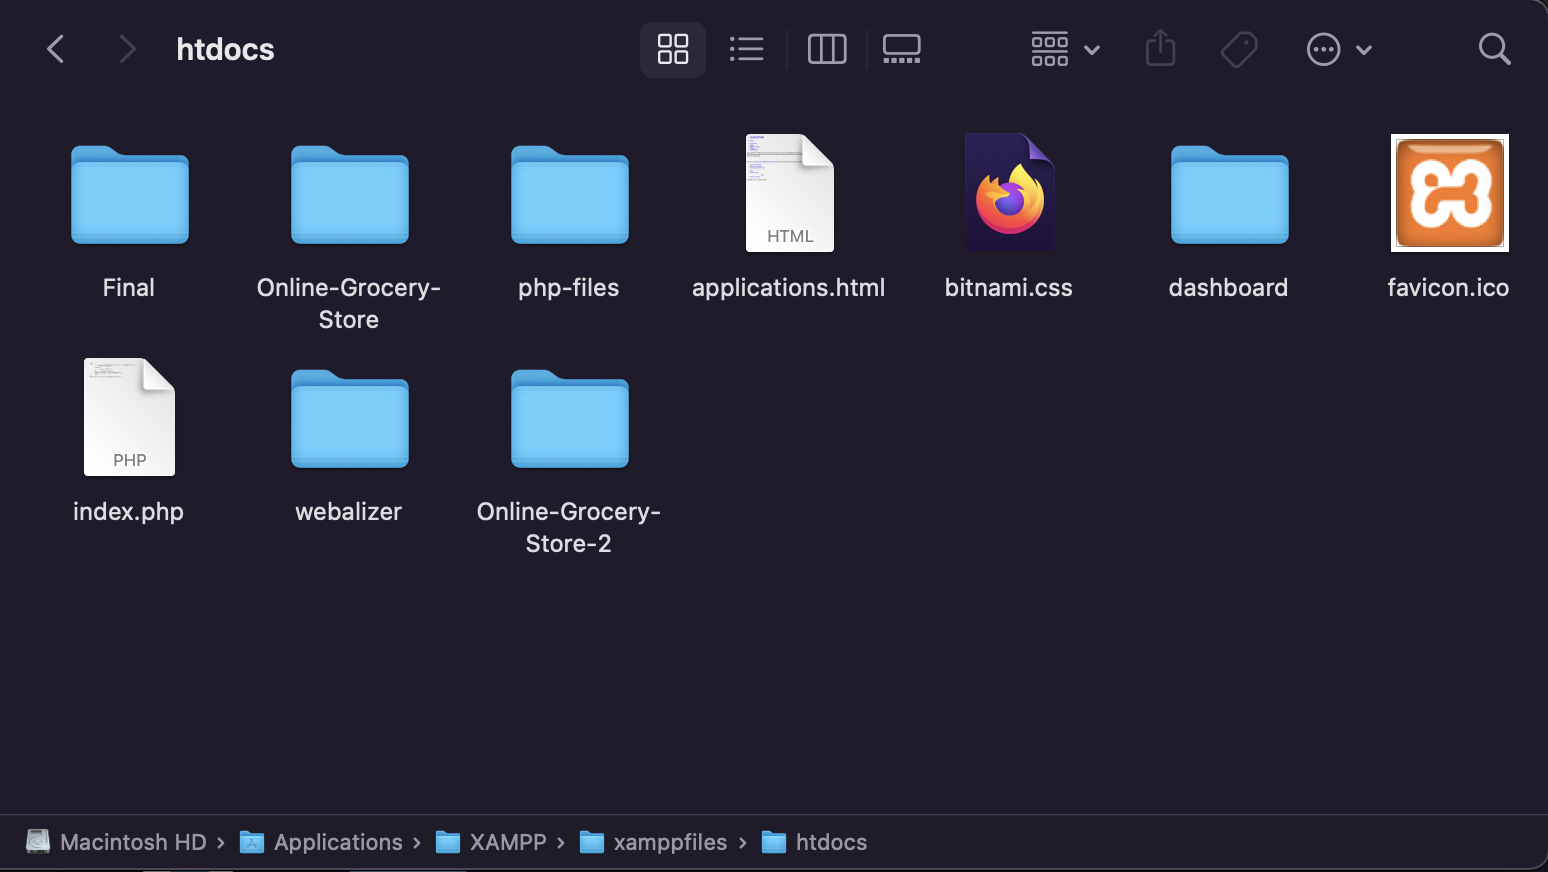 htdocs
HTML
Final
Online-Grocery-
Store
php-files
applications.html
bitnami.css
dashboard
favicon.ico
PHP
index.php
webalizer
Online-Grocery-
Store-2
Macintosh HD › Applications › XAMPP › xamppfiles › htdocs